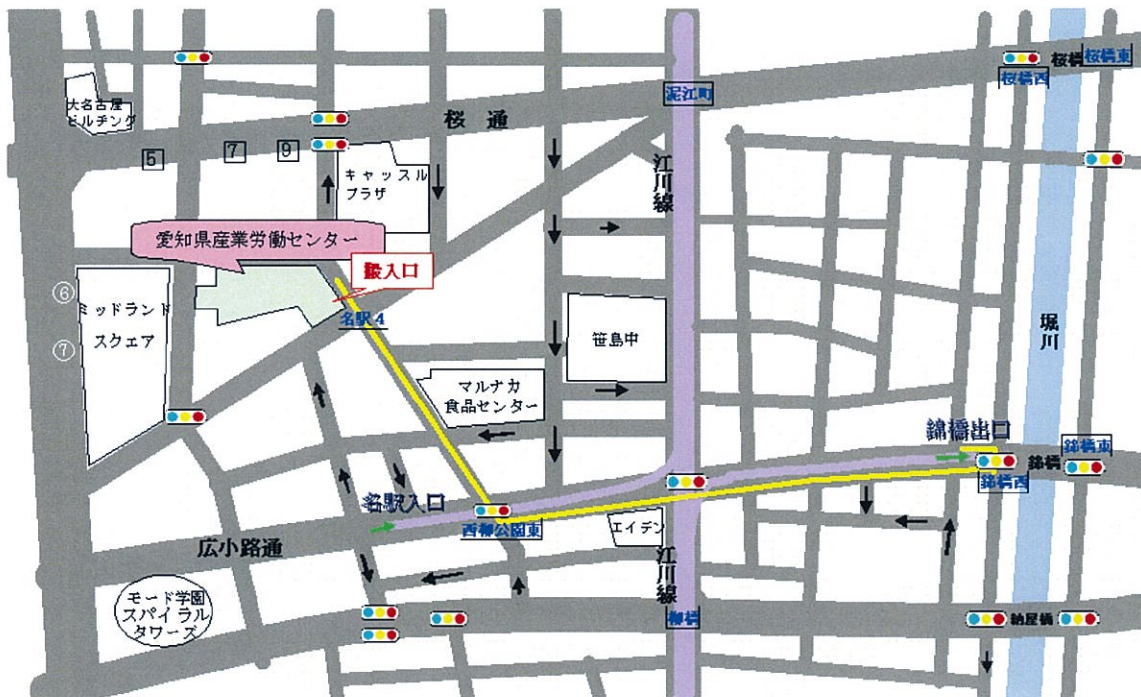 桜橋
桜橋東
桜橋西
大名古屋
ビルヂング
泥江町
桜 通
5
7
9
江川線
キャッスル
プラザ
愛知県産業労働センター
搬入口
⑥
ミッドランド
スクェア
⑦
名駅4
笹島中
堀川
マルナカ
食品センター
錦橋出口
錦橋東
錦橋
錦橋西
名駅入口
西柳公園東
エイデン
広小路通
江川線
モード学園
スパイラル
タワーズ
柳橋
納屋橋